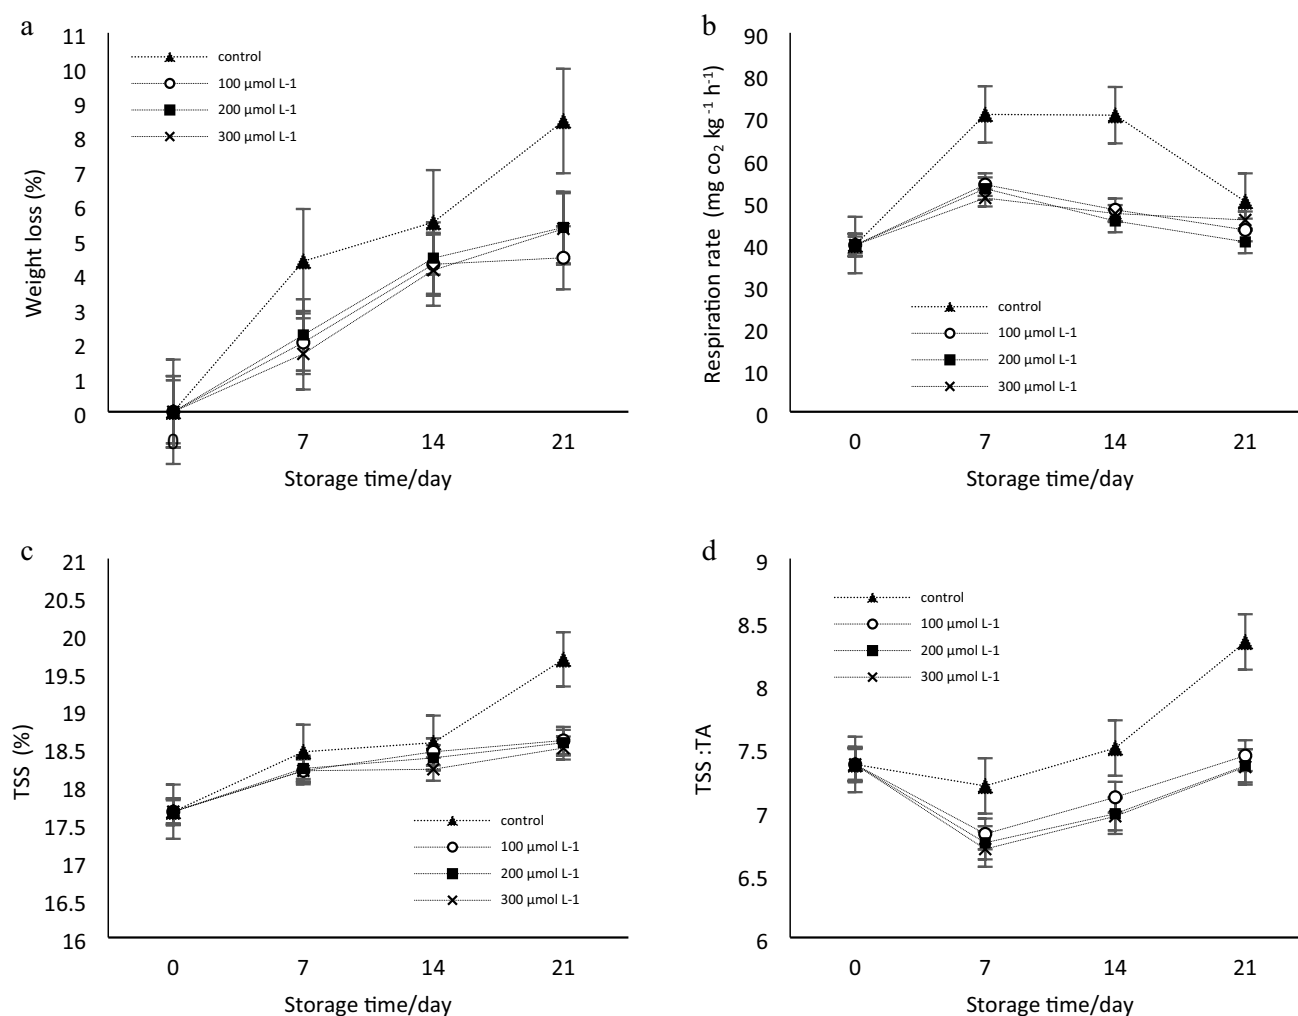 a
11
10
9
8
7
6
5
4
3
2
1
0
Weight loss (%)
control
100 µmol L-1
200 µmol L-1
300 µmol L-1
0 7 14 21
Storage time/day
b
90
80
70
60
50
40
30
20
10
0
Respiration rate (mg co₂ kg⁻¹ h⁻¹)
control
100 µmol L-1
200 µmol L-1
300 µmol L-1
0 7 14 21
Storage time/day
c
21
20.5
20
19.5
19
18.5
18
17.5
17
16.5
16
TSS (%)
control
100 µmol L-1
200 µmol L-1
300 µmol L-1
0 7 14 21
Storage time/day
d
9
8.5
8
7.5
7
6.5
6
TSS :TA
control
100 µmol L-1
200 µmol L-1
300 µmol L-1
0 7 14 21
Storage time/day